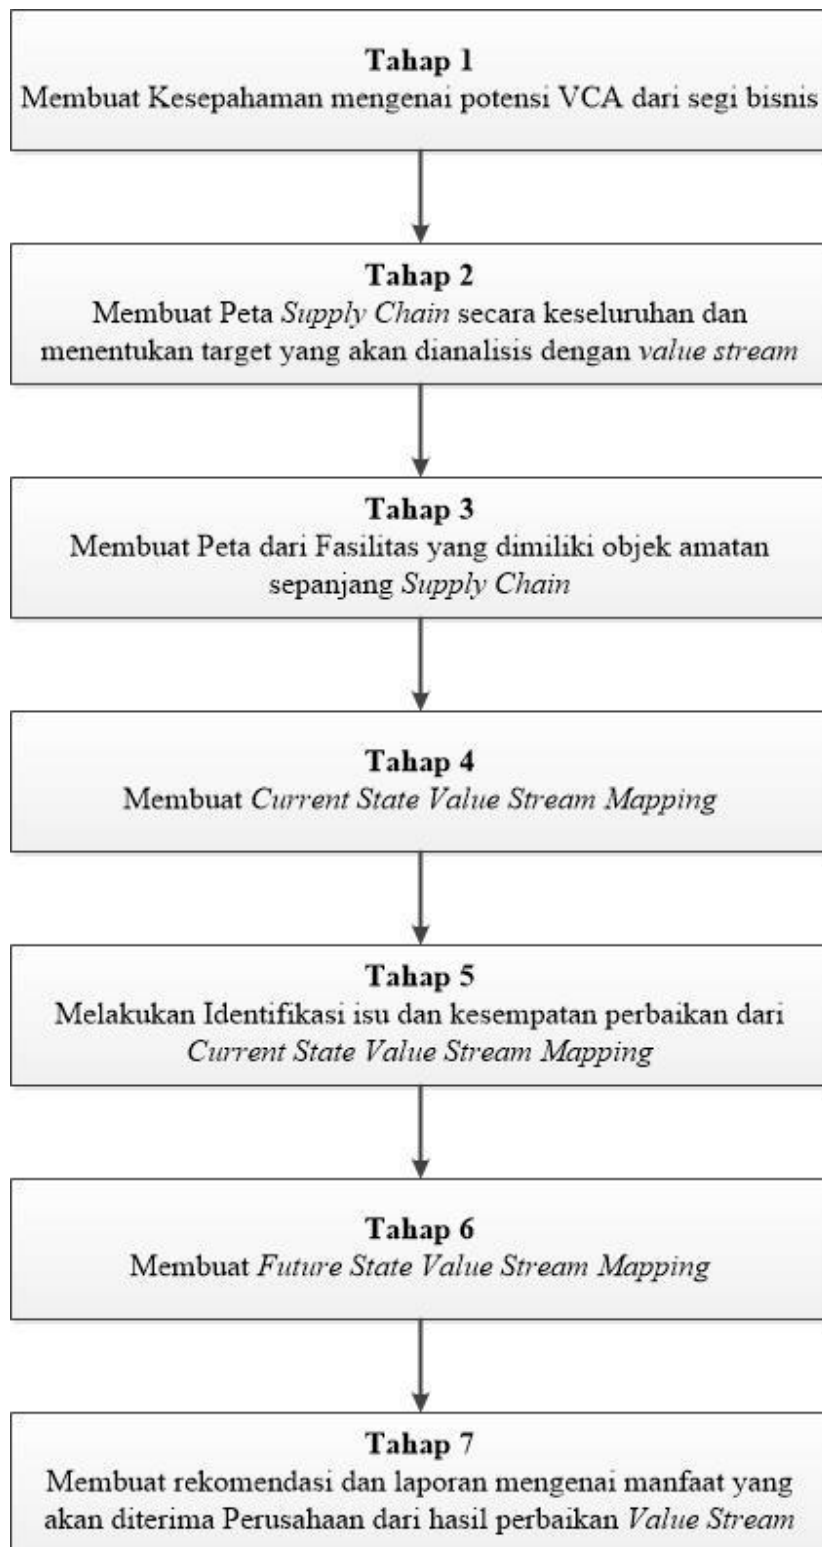 Tahap 1
Membuat Kesepahaman mengenai potensi VCA dari segi bisnis
Tahap 2
Membuat Peta Supply Chain secara keseluruhan dan
menentukan target yang akan dianalisis dengan value stream
Tahap 3
Membuat Peta dari Fasilitas yang dimiliki objek amatan
sepanjang Supply Chain
Tahap 4
Membuat Current State Value Stream Mapping
Tahap 5
Melakukan Identifikasi isu dan kesempatan perbaikan dari
Current State Value Stream Mapping
Tahap 6
Membuat Future State Value Stream Mapping
Tahap 7
Membuat rekomendasi dan laporan mengenai manfaat yang
akan diterima Perusahaan dari hasil perbaikan Value Stream